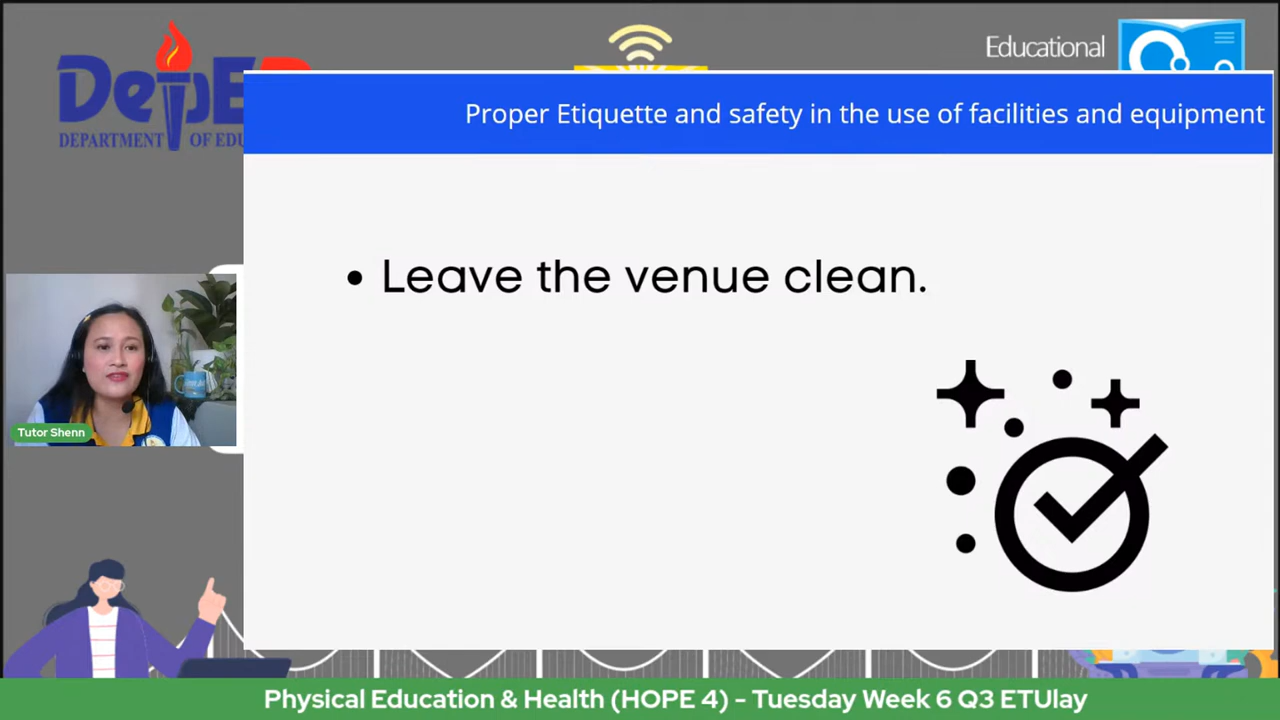 DepE
DEPARTMENT OF EDU
Educational
Proper Etiquette and safety in the use of facilities and equipment
• Leave the venue clean.
Tutor Shenn
Physical Education & Health (HOPE 4) - Tuesday Week 6 Q3 ETUlay